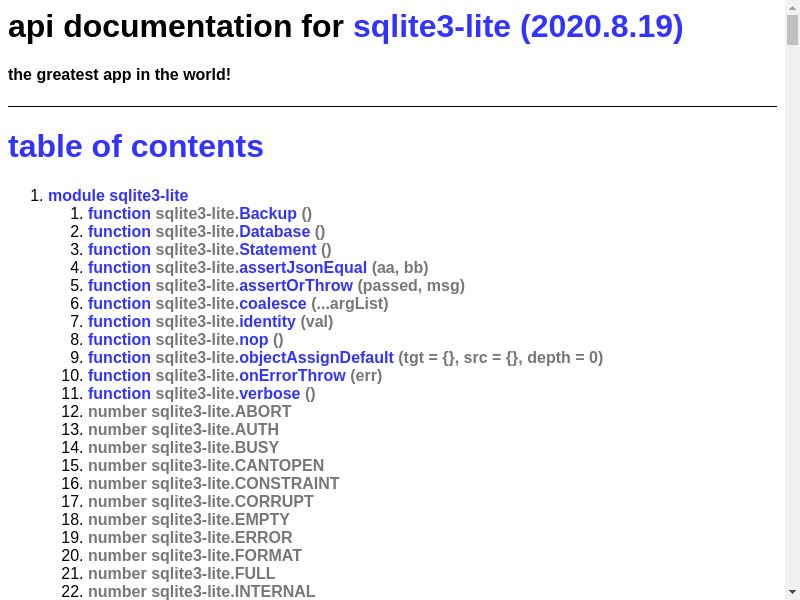 api documentation for sqlite3-lite (2020.8.19)
the greatest app in the world!
table of contents
1. module sqlite3-lite
1. function sqlite3-lite.Backup ()
2. function sqlite3-lite.Database ()
3. function sqlite3-lite.Statement ()
4. function sqlite3-lite.assertJsonEqual (aa, bb)
5. function sqlite3-lite.assertOrThrow (passed, msg)
6. function sqlite3-lite.coalesce (...argList)
7. function sqlite3-lite.identity (val)
8. function sqlite3-lite.nop ()
9. function sqlite3-lite.objectAssignDefault (tgt = {}, src = {}, depth = 0)
10. function sqlite3-lite.onErrorThrow (err)
11. function sqlite3-lite.verbose ()
12. number sqlite3-lite.ABORT
13. number sqlite3-lite.AUTH
14. number sqlite3-lite.BUSY
15. number sqlite3-lite.CANTOPEN
16. number sqlite3-lite.CONSTRAINT
17. number sqlite3-lite.CORRUPT
18. number sqlite3-lite.EMPTY
19. number sqlite3-lite.ERROR
20. number sqlite3-lite.FORMAT
21. number sqlite3-lite.FULL
22. number sqlite3-lite.INTERNAL